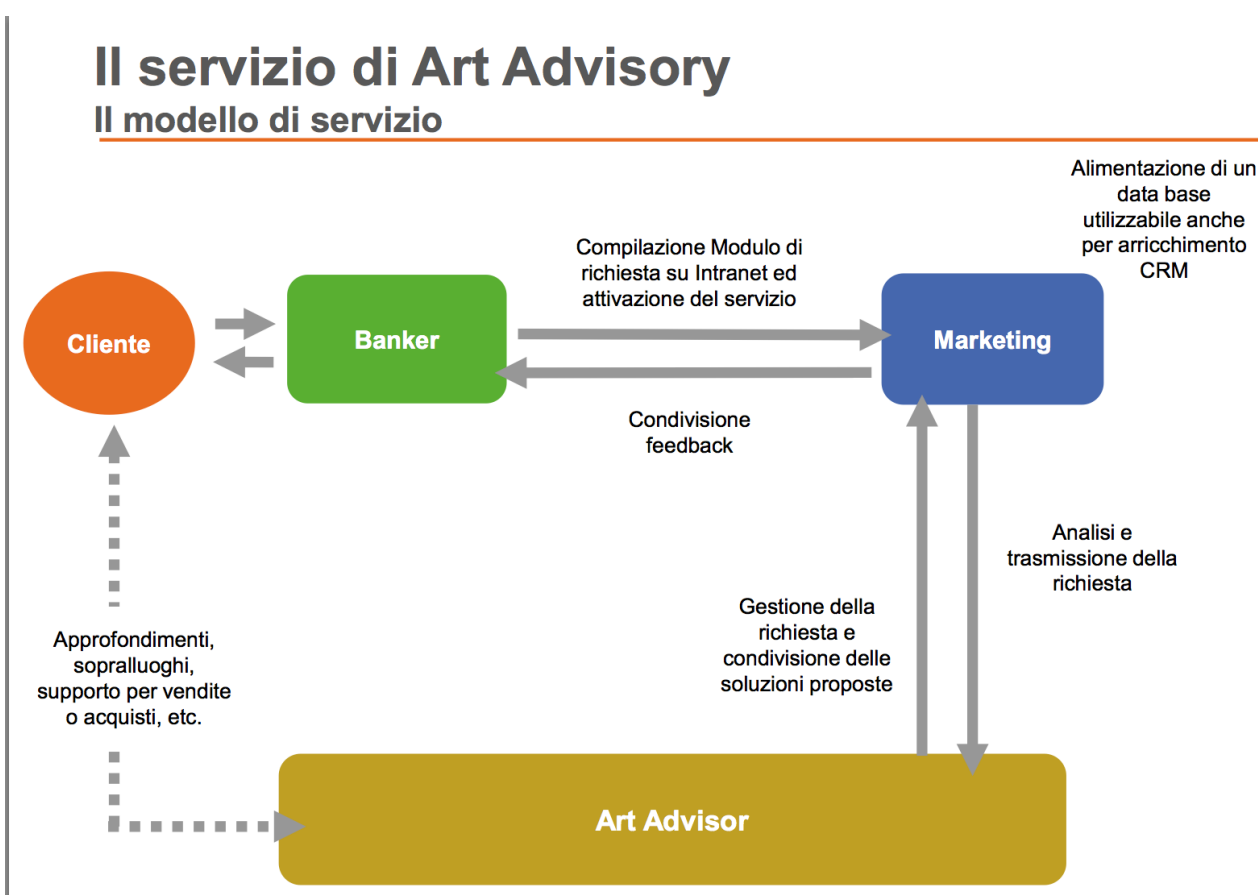 Il servizio di Art Advisory
Il modello di servizio
Alimentazione di un
data base
utilizzabile anche
per arricchimento
CRM
Compilazione Modulo di
richiesta su Intranet ed
attivazione del servizio
Cliente
Banker
Marketing
Condivisione
feedback
Analisi e
trasmissione della
richiesta
Gestione della
richiesta e
condivisione delle
soluzioni proposte
Approfondimenti,
sopralluoghi,
supporto per vendite
o acquisti, etc.
Art Advisor